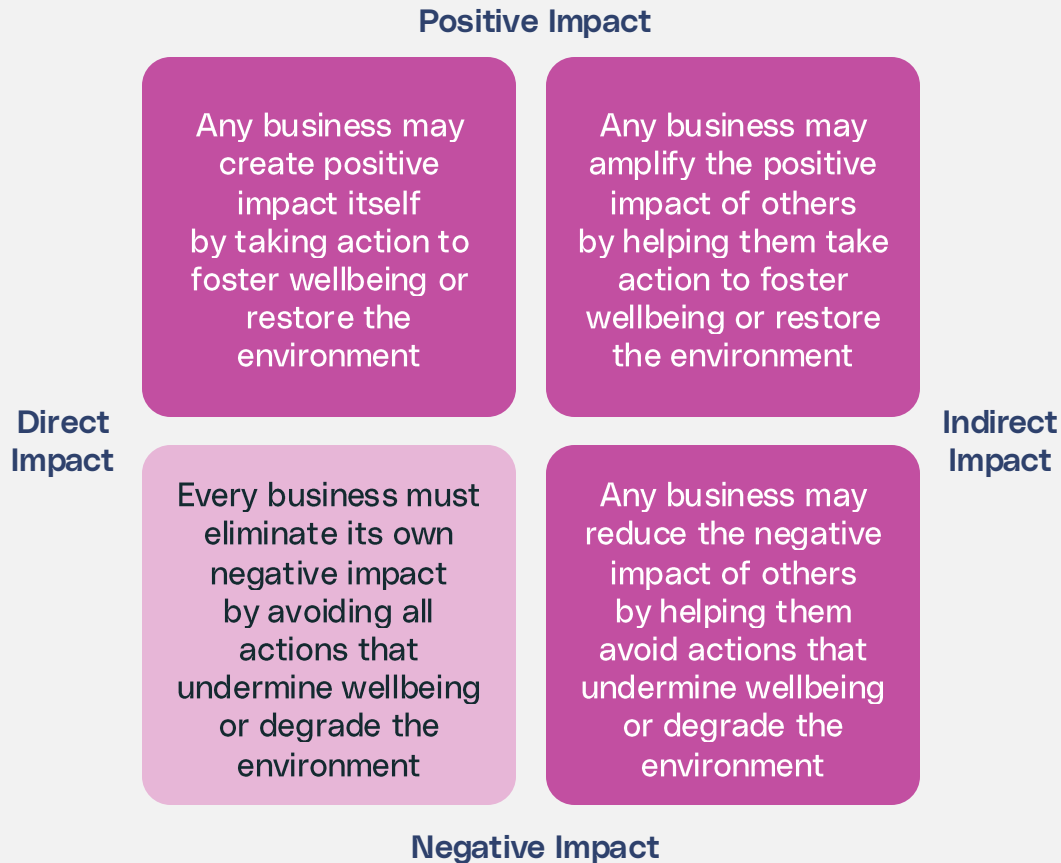 Positive Impact
Any business may
create positive
impact itself
by taking action to
foster wellbeing or
restore the
environment
Any business may
amplify the positive
impact of others
by helping them take
action to foster
wellbeing or restore
the environment
Direct
Impact
Indirect
Impact
Every business must
eliminate its own
negative impact
by avoiding all
actions that
undermine wellbeing
or degrade the
environment
Any business may
reduce the negative
impact of others
by helping them
avoid actions that
undermine wellbeing
or degrade the
environment
Negative Impact